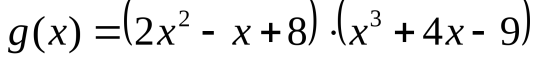 g(x) = (2x² - x + 8) · (x³ + 4x - 9)